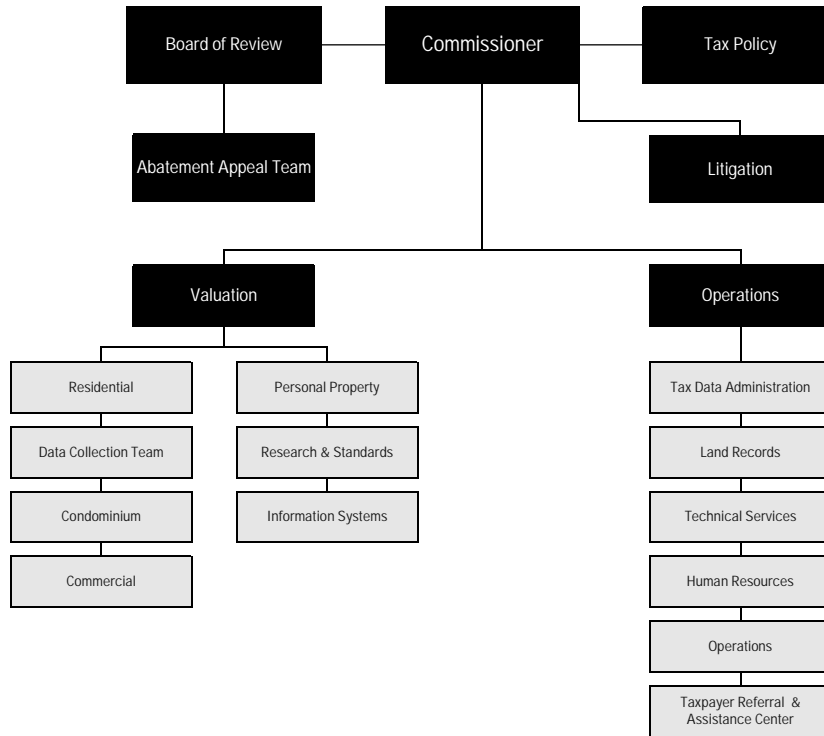 Board of Review
Commissioner
Tax Policy
Abatement Appeal Team
Litigation
Valuation
Operations
Residential
Personal Property
Tax Data Administration
Data Collection Team
Research & Standards
Land Records
Condominium
Information Systems
Technical Services
Commercial
Human Resources
Operations
Taxpayer Referral &
Assistance Center